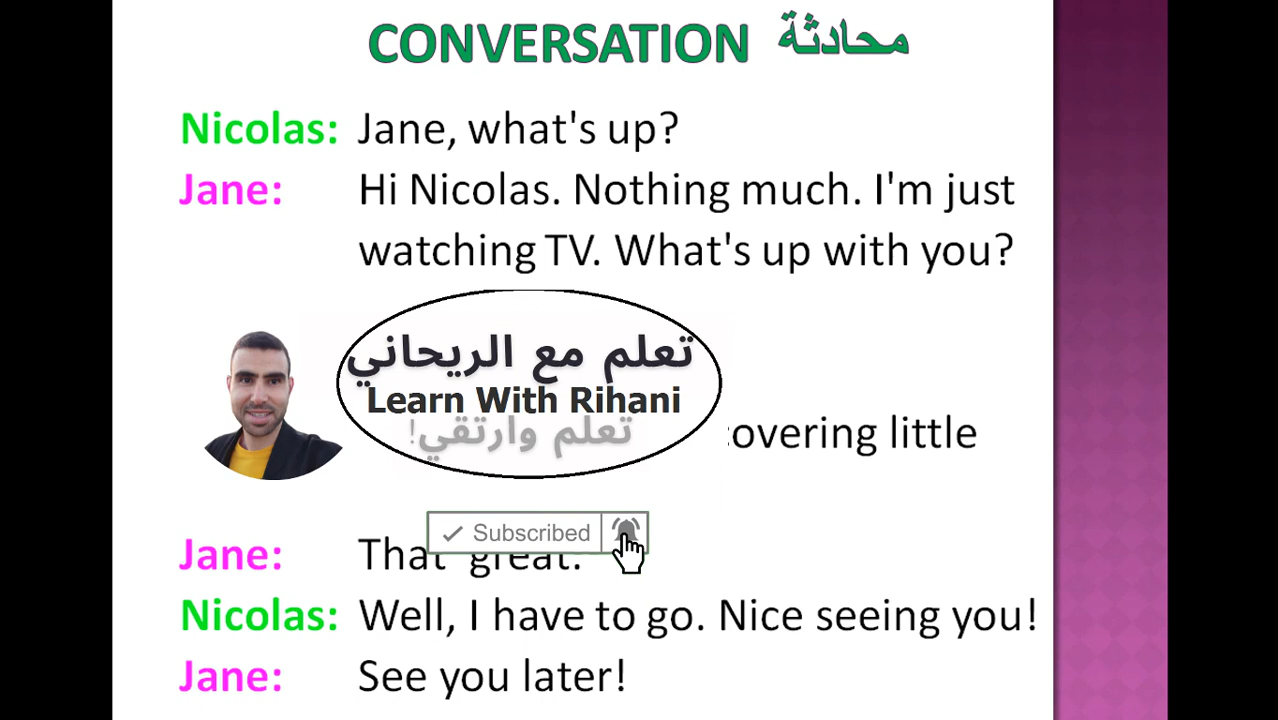 CONVERSATION محادثة
Nicolas: Jane, what's up?
Jane: Hi Nicolas. Nothing much. I'm just
watching TV. What's up with you?
تعلم مع الريحاني
Learn With Rihani
تعلم وارتقي!
covering little
Subscribed
Jane: That great.
Nicolas: Well, I have to go. Nice seeing you!
Jane: See you later!